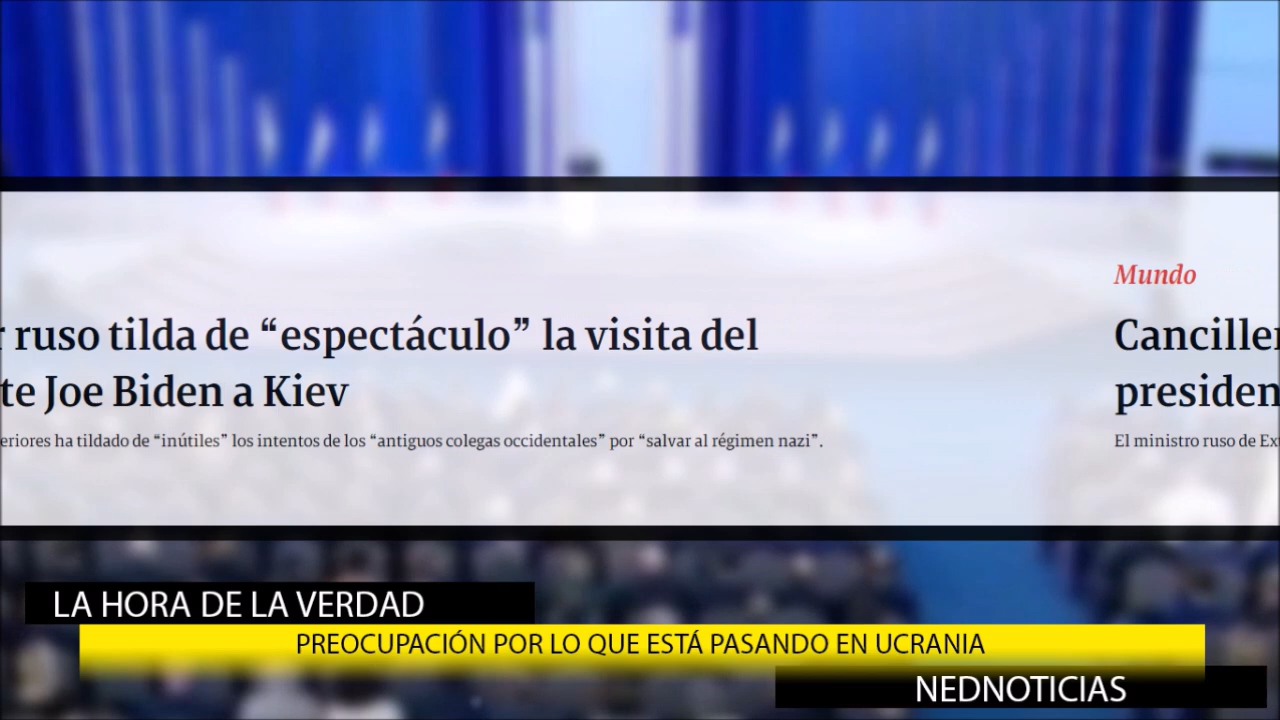 ruso tilda de “espectáculo” la visita del
te Joe Biden a Kiev
eriores ha tildado de “inútiles” los intentos de los “antiguos colegas occidentales” por “salvar al régimen nazi”.
Mundo
Canciller
presiden
El ministro ruso de Ex
LA HORA DE LA VERDAD
PREOCUPACIÓN POR LO QUE ESTÁ PASANDO EN UCRANIA
NEDNOTICIAS